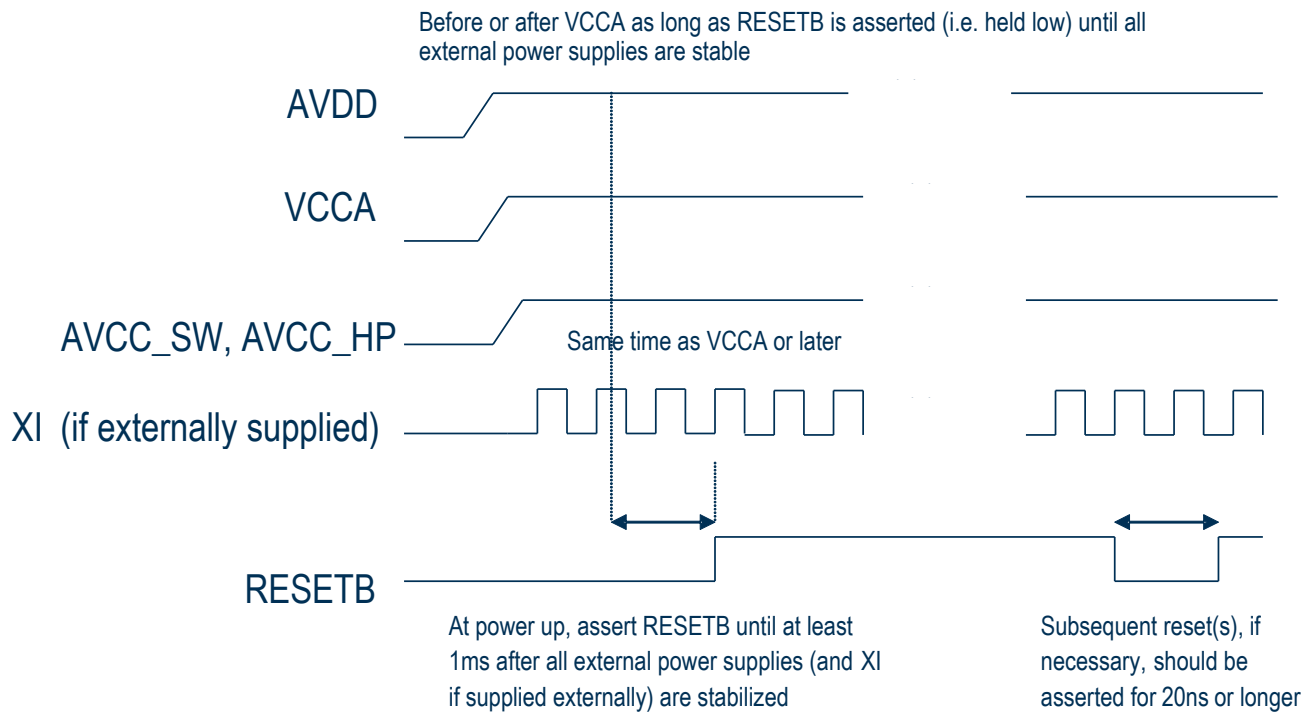 Before or after VCCA as long as RESETB is asserted (i.e. held low) until all
external power supplies are stable
AVDD
VCCA
AVCC_SW, AVCC_HP
Same time as VCCA or later
XI (if externally supplied)
RESETB
At power up, assert RESETB until at least
1ms after all external power supplies (and XI
if supplied externally) are stabilized
Subsequent reset(s), if
necessary, should be
asserted for 20ns or longer